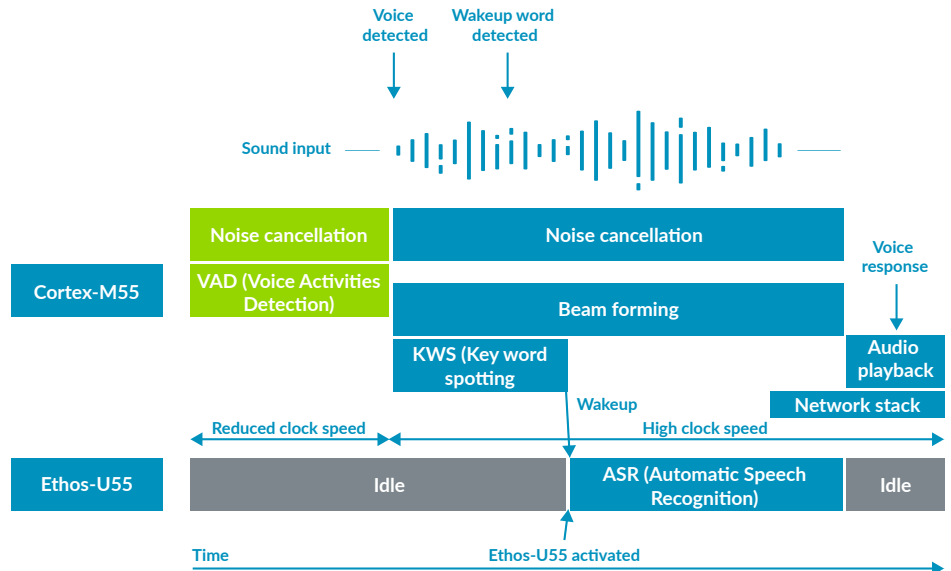 Voice
detected
Wakeup word
detected
Sound input
Noise cancellation
Noise cancellation
Voice
response
Cortex-M55
VAD (Voice Activities
Detection)
Beam forming
KWS (Key word
spotting
Audio
playback
Wakeup
Network stack
Reduced clock speed
High clock speed
Ethos-U55
Idle
ASR (Automatic Speech
Recognition)
Idle
Time
Ethos-U55 activated